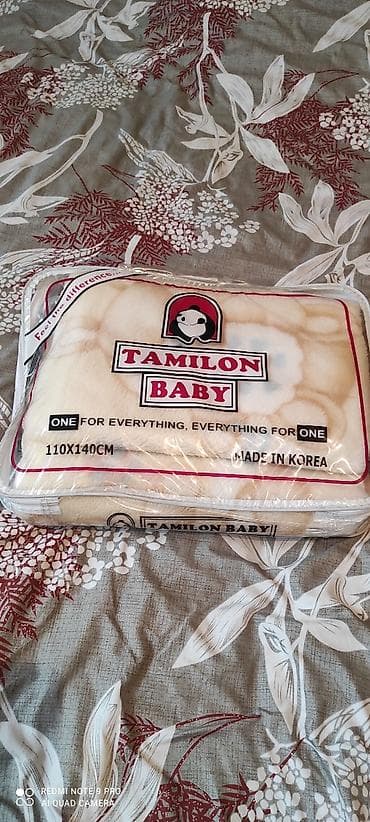 Feel the difference
TAMILON
BABY
ONE FOR EVERYTHING, EVERYTHING FOR ONE
110X140CM MADE IN KOREA
TAMILON BABY
REDMI NOTE 9 PRO
AI QUAD CAMERA